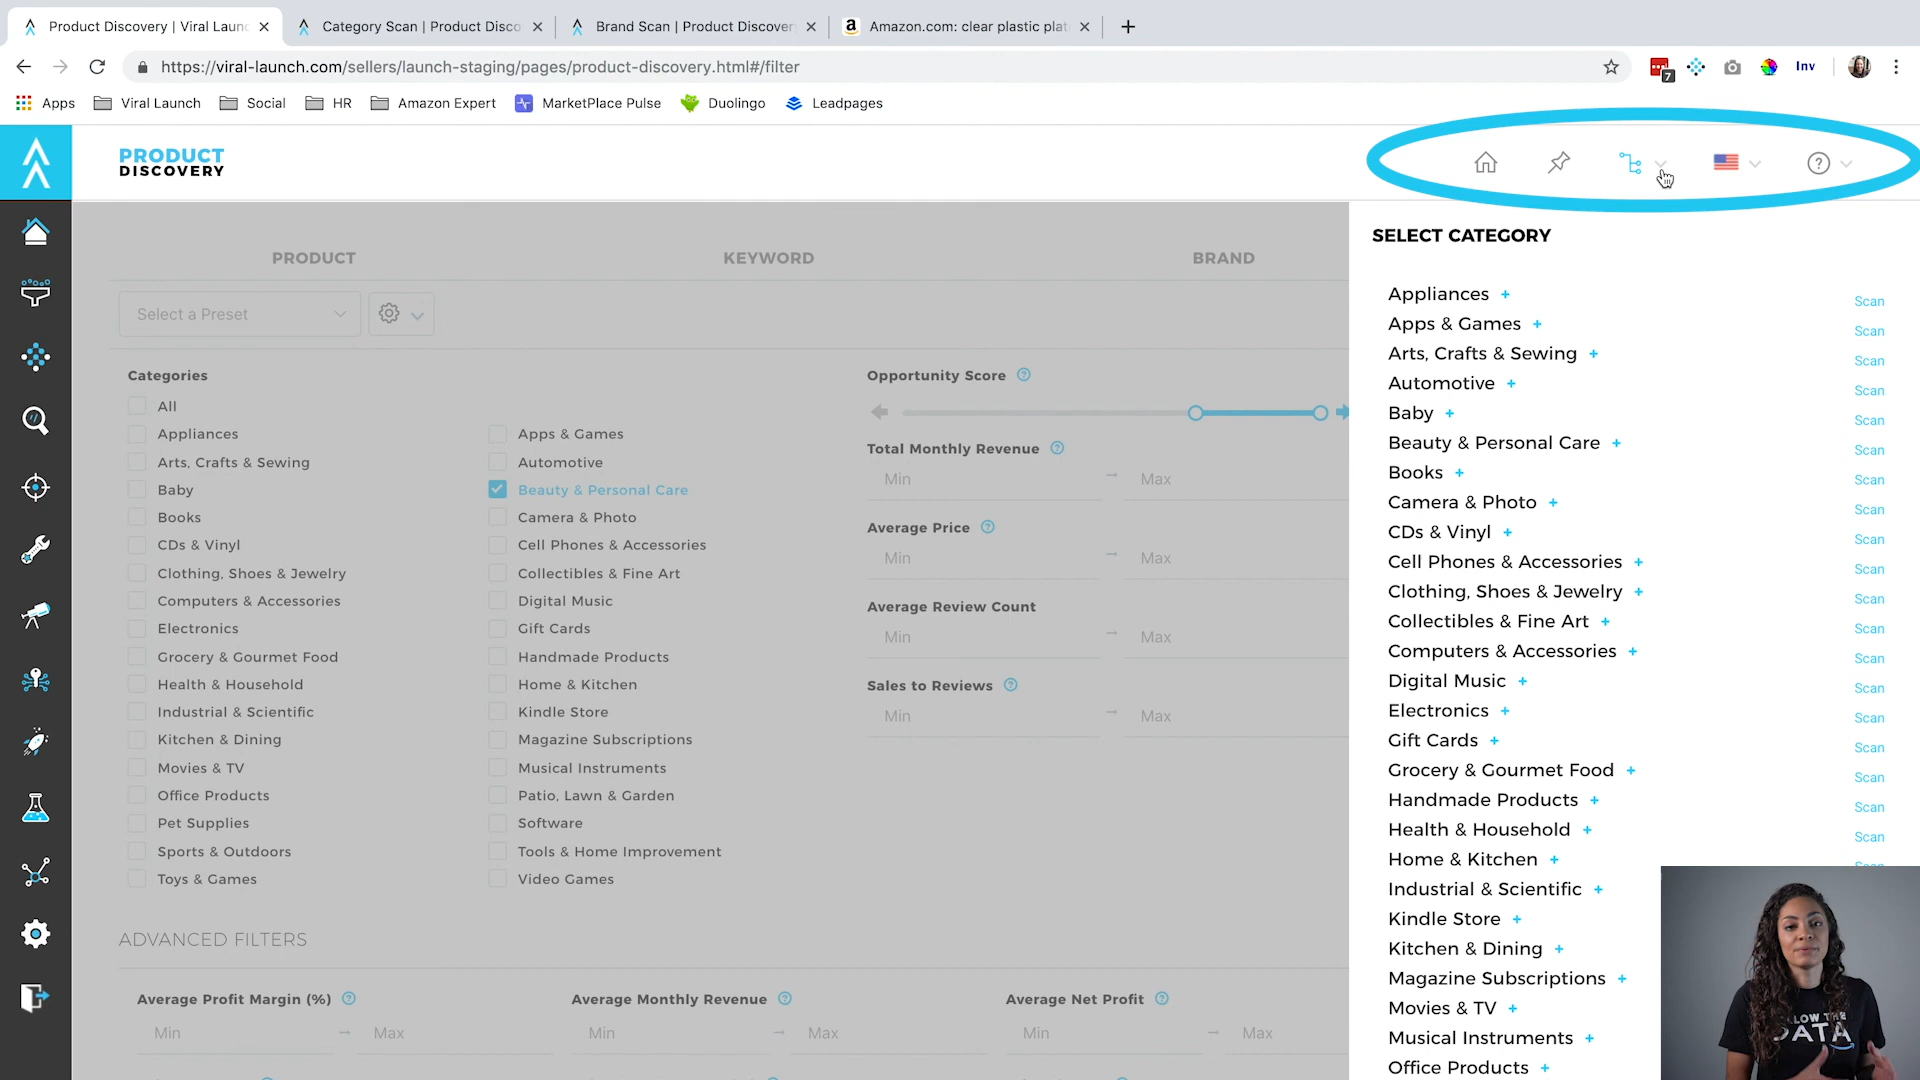 Product Discovery | Viral Laun
Category Scan | Product Disco
Brand Scan | Product Discover
Amazon.com: clear plastic plat
https://viral-launch.com/sellers/launch-staging/pages/product-discovery.html#/filter
7
Inv
Apps
Viral Launch
Social
HR
Amazon Expert
MarketPlace Pulse
Duolingo
Leadpages
PRODUCT
DISCOVERY
PRODUCT
KEYWORD
BRAND
Select a Preset
Categories
All
Appliances
Apps & Games
Arts, Crafts & Sewing
Automotive
Baby
Beauty & Personal Care
Books
Camera & Photo
CDs & Vinyl
Cell Phones & Accessories
Clothing, Shoes & Jewelry
Collectibles & Fine Art
Computers & Accessories
Digital Music
Electronics
Gift Cards
Grocery & Gourmet Food
Handmade Products
Health & Household
Home & Kitchen
Industrial & Scientific
Kindle Store
Kitchen & Dining
Magazine Subscriptions
Movies & TV
Musical Instruments
Office Products
Patio, Lawn & Garden
Pet Supplies
Software
Sports & Outdoors
Tools & Home Improvement
Toys & Games
Video Games
Opportunity Score
Total Monthly Revenue
Min → Max
Average Price
Min → Max
Average Review Count
Min → Max
Sales to Reviews
Min → Max
ADVANCED FILTERS
Average Profit Margin (%)
Min → Max
Average Monthly Revenue
Min → Max
Average Net Profit
Min → Max
SELECT CATEGORY
Appliances + Scan
Apps & Games + Scan
Arts, Crafts & Sewing + Scan
Automotive + Scan
Baby + Scan
Beauty & Personal Care + Scan
Books + Scan
Camera & Photo + Scan
CDs & Vinyl + Scan
Cell Phones & Accessories + Scan
Clothing, Shoes & Jewelry + Scan
Collectibles & Fine Art + Scan
Computers & Accessories + Scan
Digital Music + Scan
Electronics + Scan
Gift Cards + Scan
Grocery & Gourmet Food + Scan
Handmade Products + Scan
Health & Household + Scan
Home & Kitchen +
Industrial & Scientific +
Kindle Store +
Kitchen & Dining +
Magazine Subscriptions +
Movies & TV +
Musical Instruments +
Office Products +
LOW THE
DATA